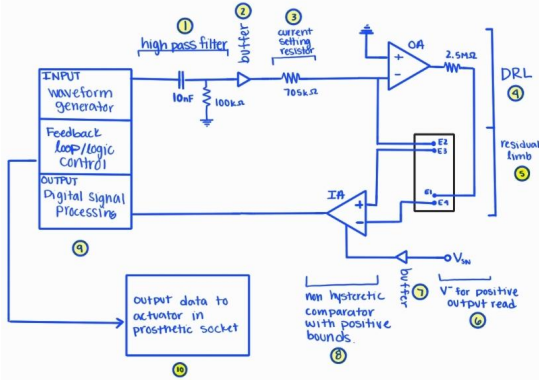 1
high pass filter
2
buffer
3
current
setting
resistor
10nF
100kΩ
705kΩ
OA
+
-
2.5MΩ
DRL
4
residual
limb
5
E2
E3
E1
E4
INPUT
waveform
generator
Feedback
loop/logic
control
OUTPUT
Digital signal
Processing
9
IA
+
-
buffer
7
VSIN
V⁻ for positive
output read
6
non hysteretic
comparator
with positive
bounds.
8
output data to
actuator in
prosthetic socket
10